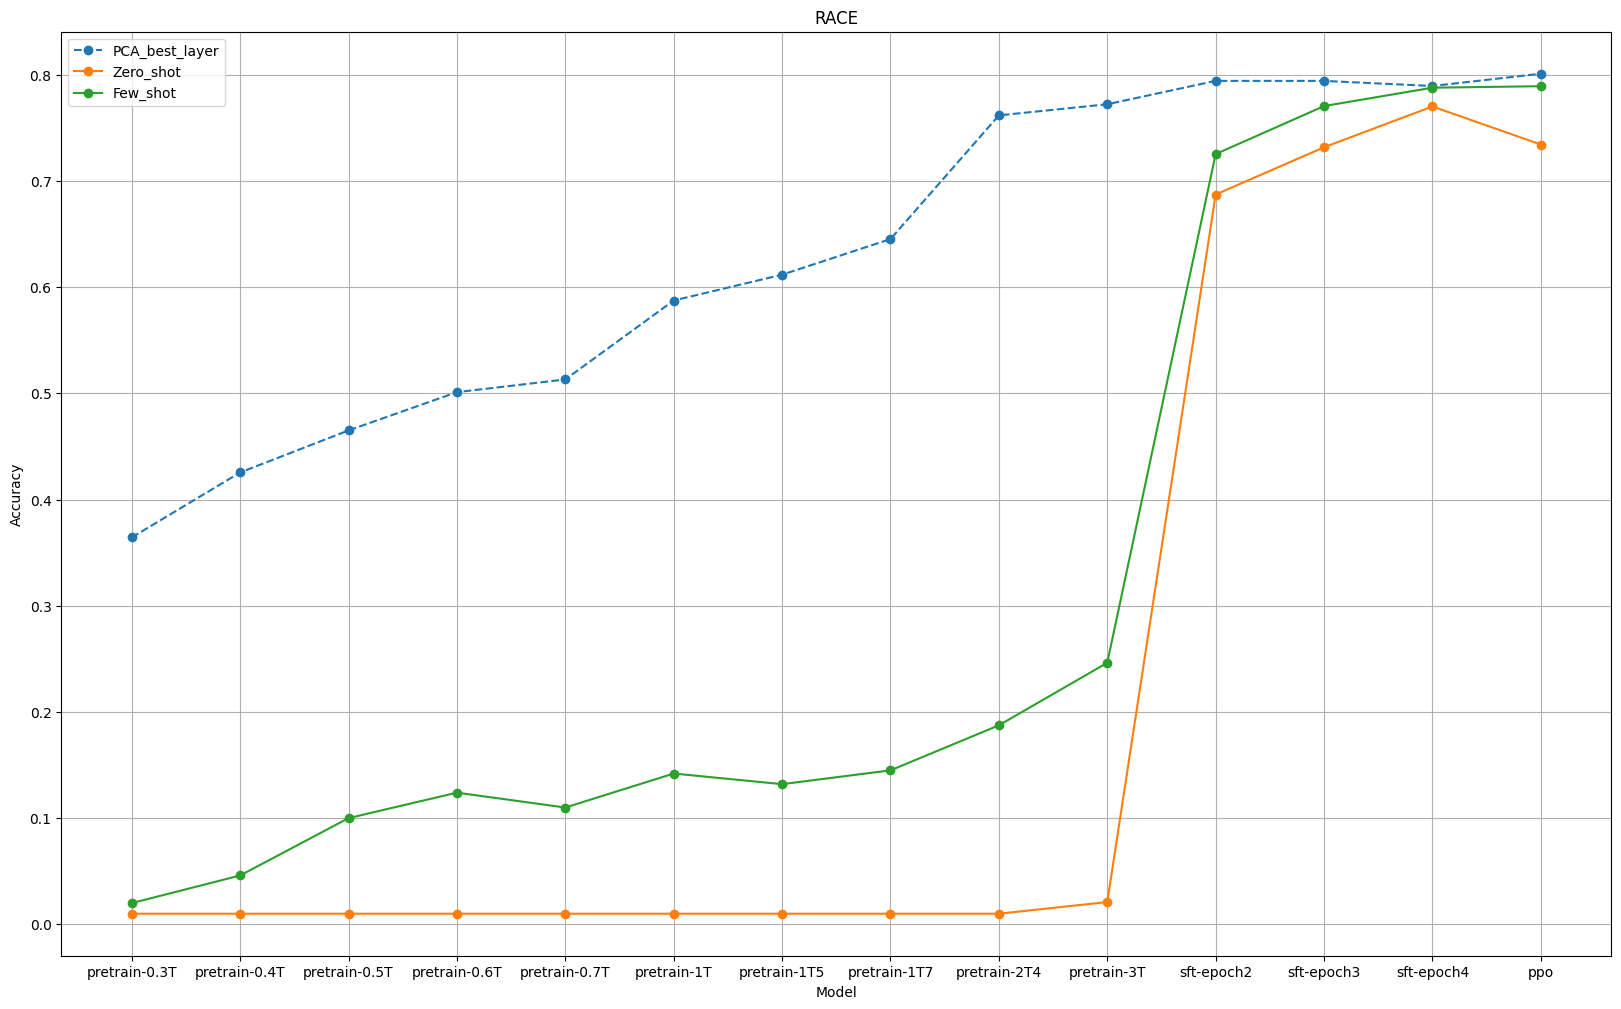 RACE
PCA_best_layer
Zero_shot
Few_shot
0.8
0.7
0.6
0.5
0.4
0.3
0.2
0.1
0.0
Accuracy
pretrain-0.3T pretrain-0.4T pretrain-0.5T pretrain-0.6T pretrain-0.7T pretrain-1T pretrain-1T5 pretrain-1T7 pretrain-2T4 pretrain-3T sft-epoch2 sft-epoch3 sft-epoch4 ppo
Model